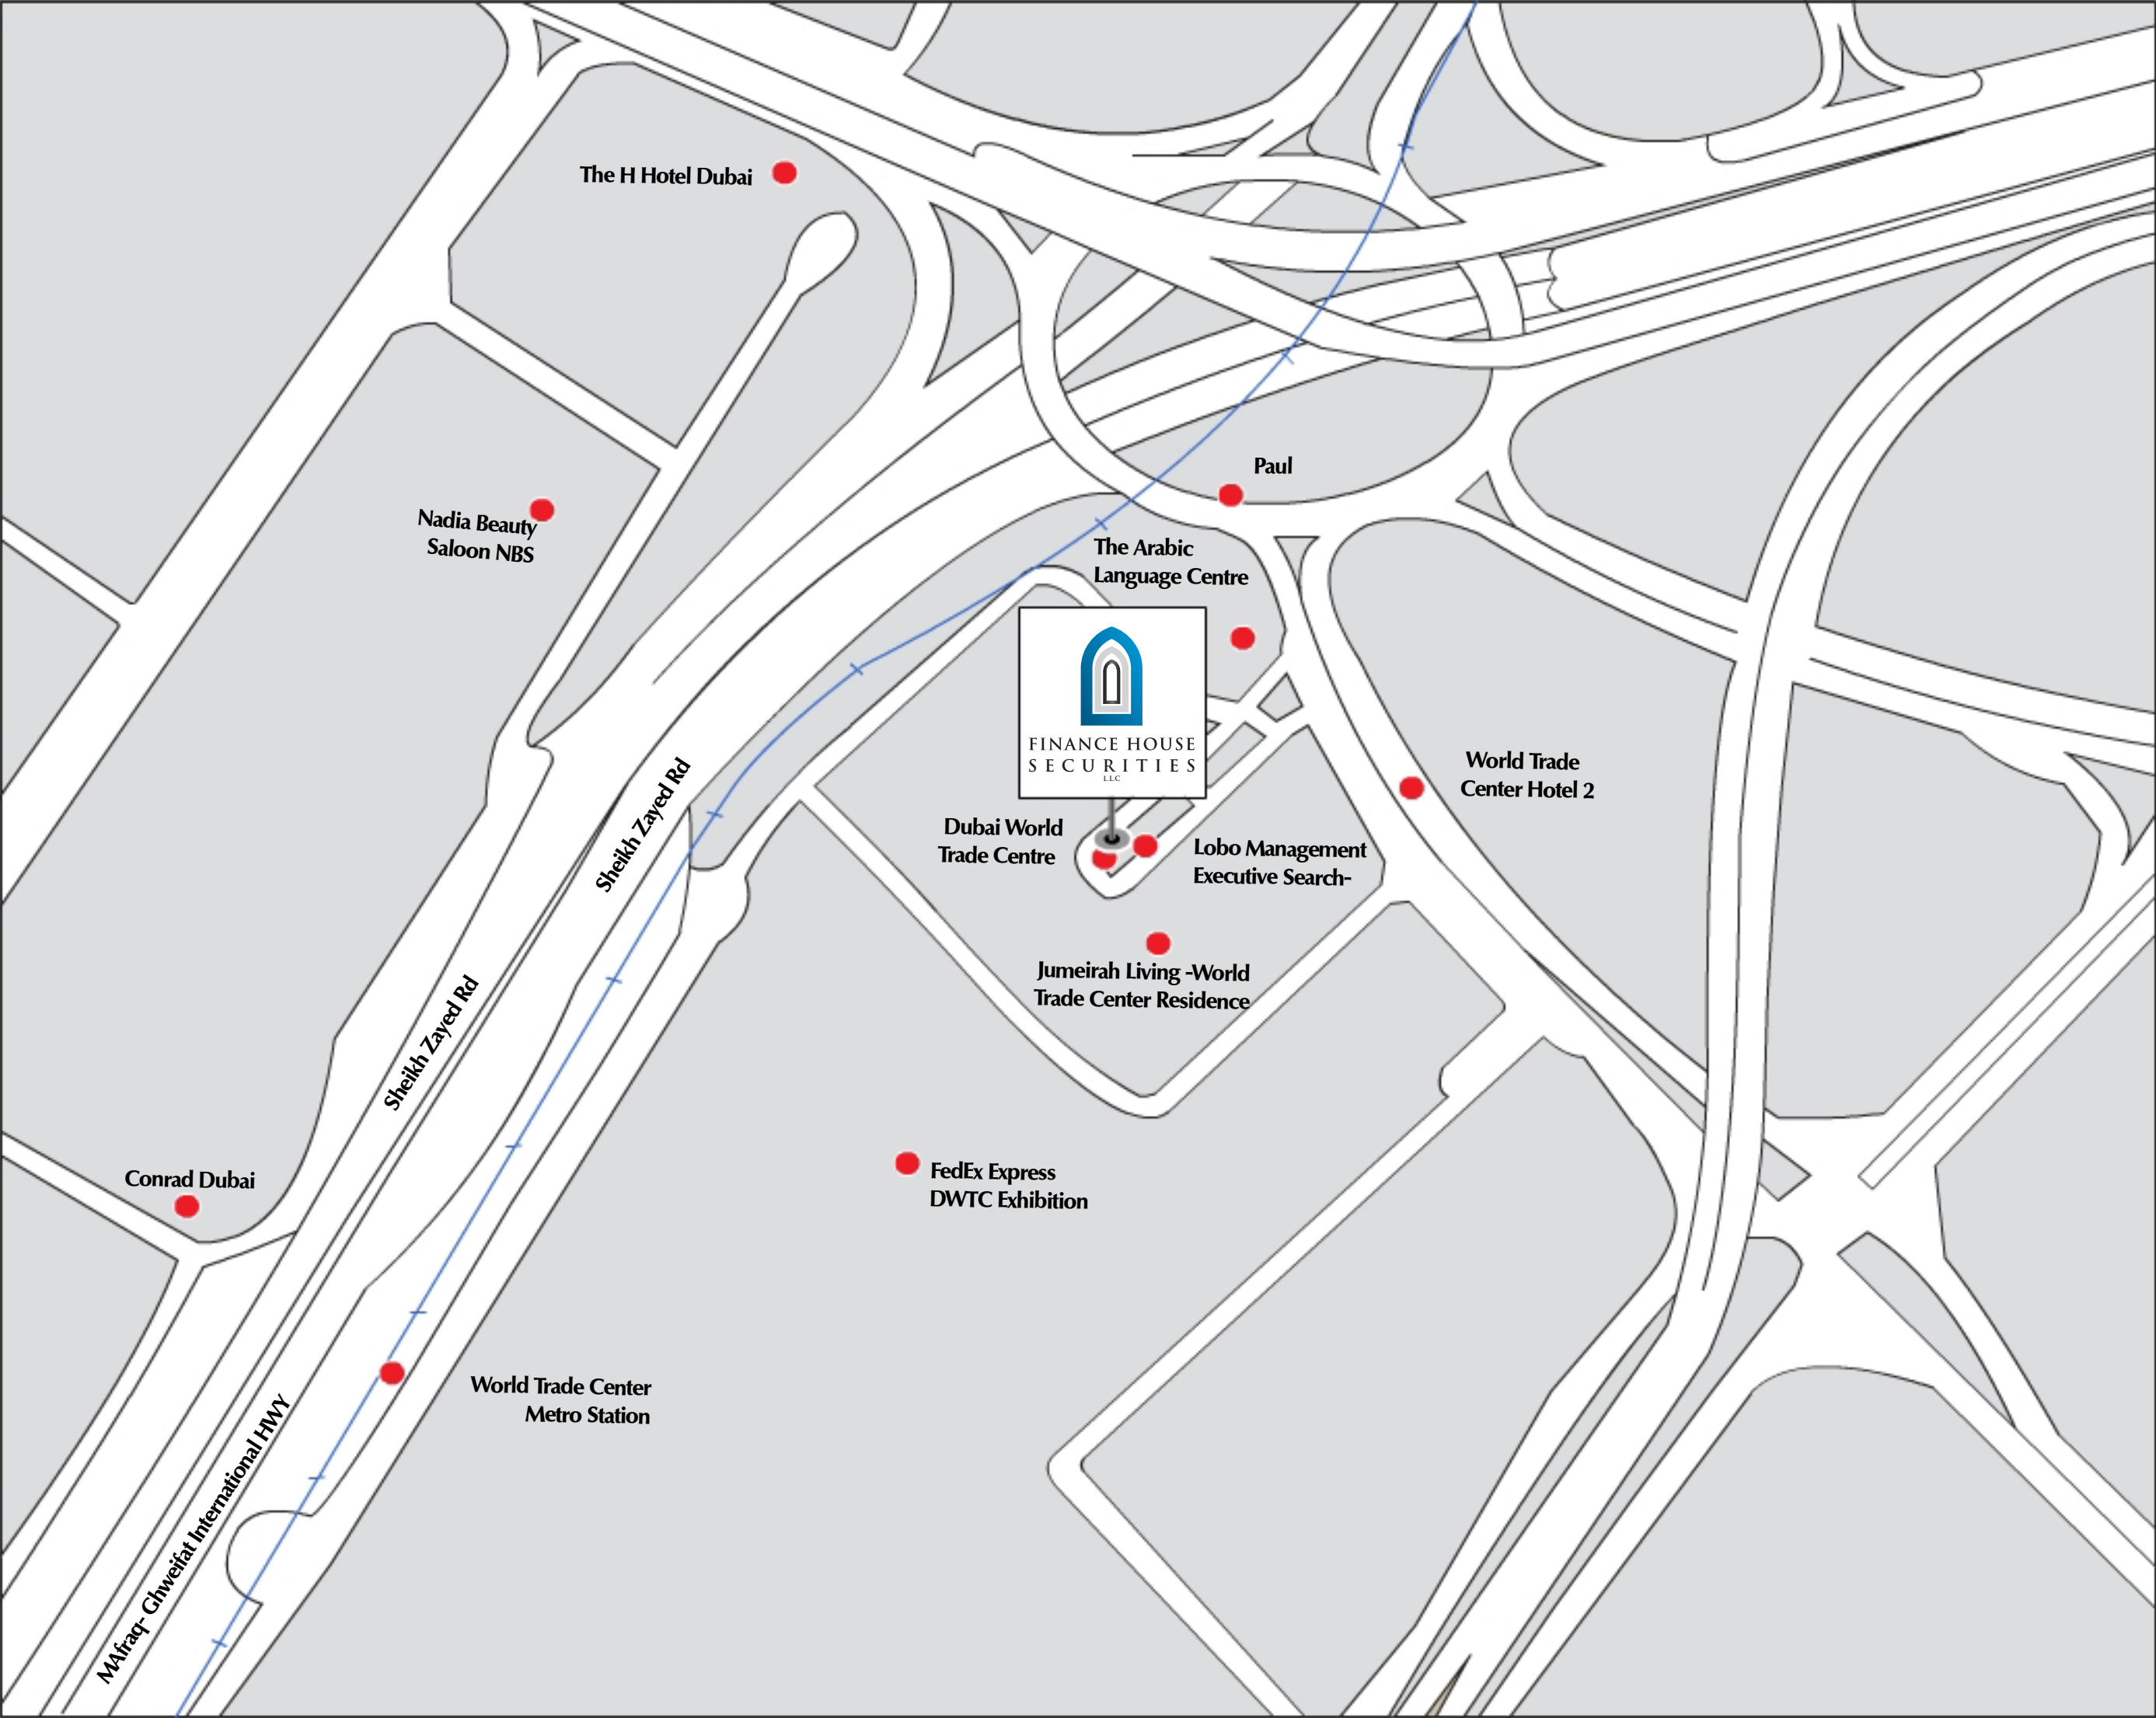 The H Hotel Dubai
Paul
Nadia Beauty
Saloon NBS
The Arabic
Language Centre
FINANCE HOUSE
SECURITIES
LLC
World Trade
Center Hotel 2
Sheikh Zayed Rd
Dubai World
Trade Centre
Lobo Management
Executive Search-
Jumeirah Living -World
Trade Center Residence
Sheikh Zayed Rd
Conrad Dubai
FedEx Express
DWTC Exhibition
World Trade Center
Metro Station
MAfraq- Ghweifat International HWY